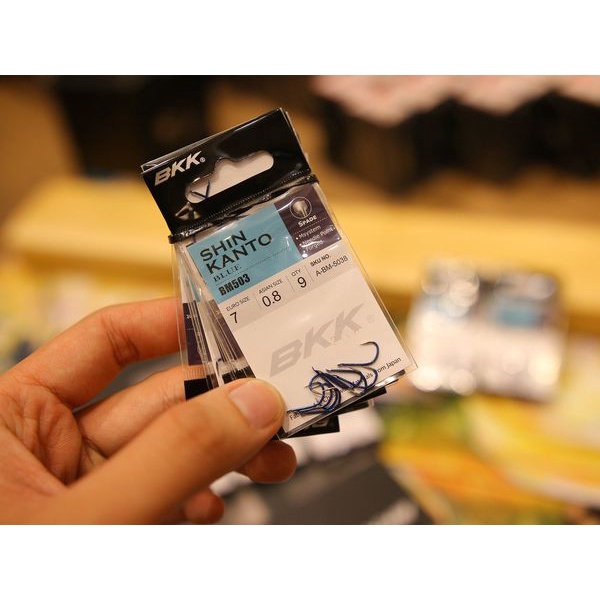 BKK®
SPADE
SHIN
KANTO
BLUE
BM503
EURO SIZE
7
ASIAN SIZE
0.8
QTY
9
SKU NO.
A-BM-5038
BKK
from Japan